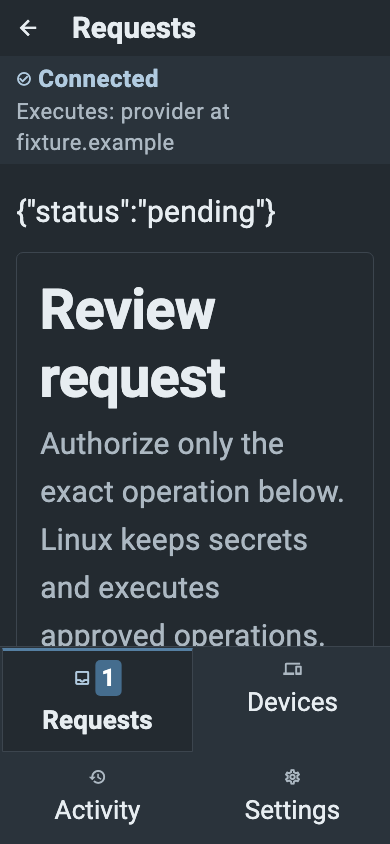 Requests
Connected
Executes: provider at
fixture.example
{"status":"pending"}
Review
request
Authorize only the
exact operation below.
Linux keeps secrets
and executes
approved operations.
1
Requests
Devices
Activity
Settings